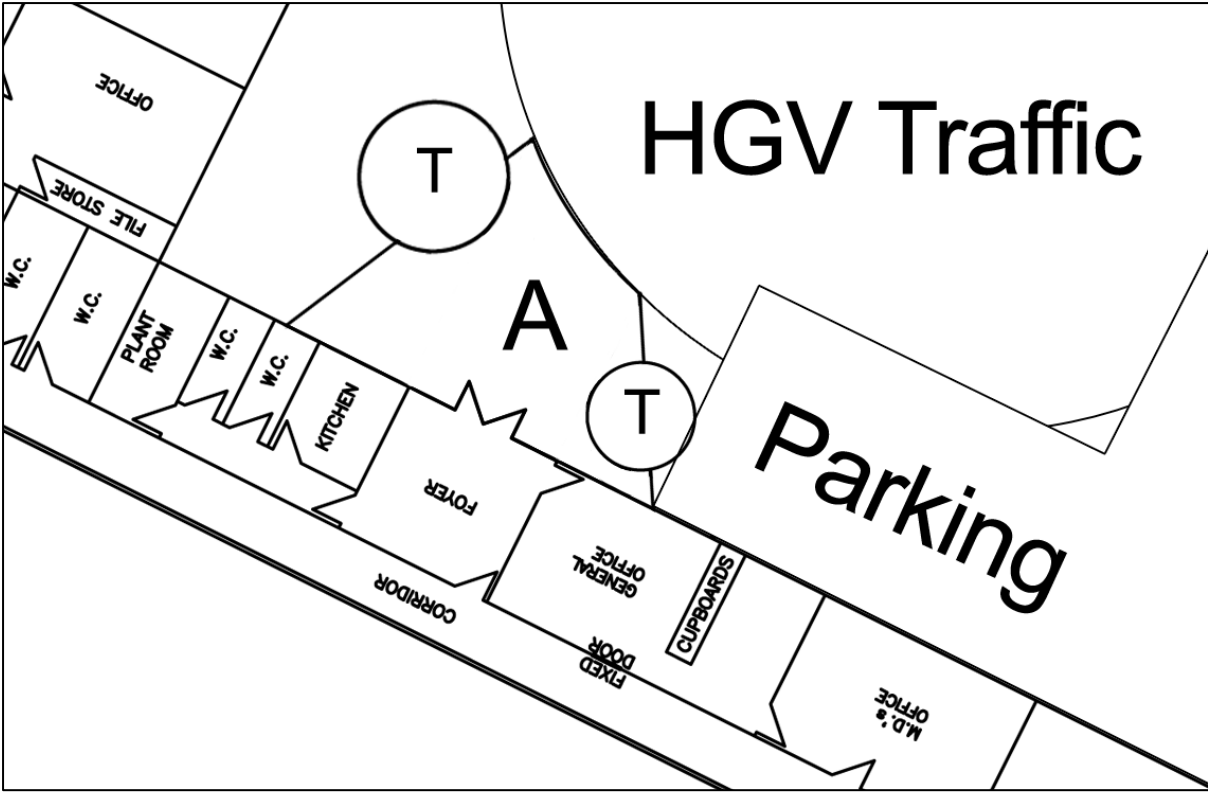 OFFICE
HGV Traffic
T
FILE STORE
W.C.
W.C.
A
PLANT
ROOM
W.C.
W.C.
KITCHEN
T
Parking
FOYER
GENERAL
OFFICE
CUPBOARDS
CORRIDOR
FIXED
DOOR
M.D.'s
OFFICE